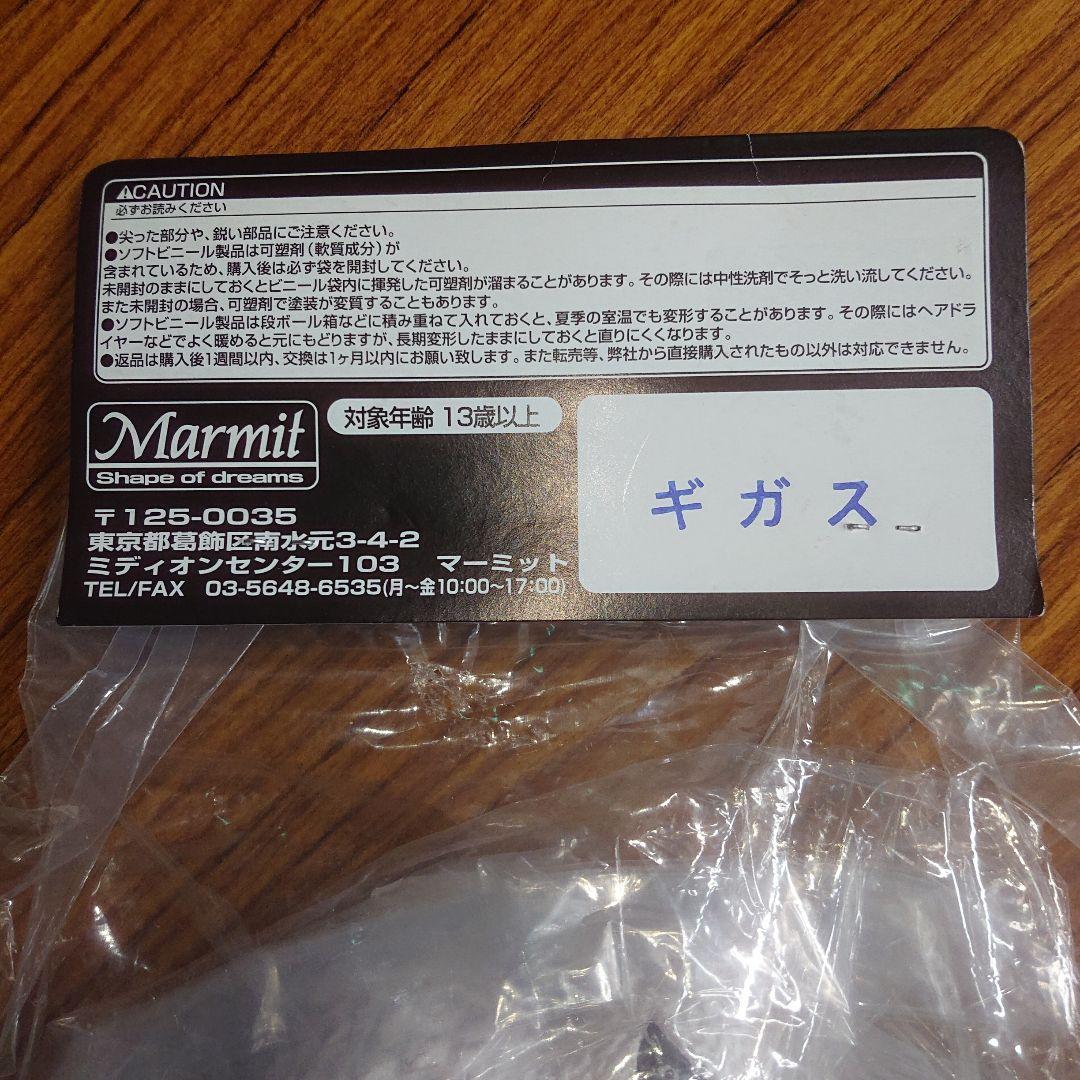 ⚠CAUTION
必ずお読みください
●尖った部分や、鋭い部品にご注意ください。
●ソフトビニール製品は可塑剤(軟質成分)が
含まれているため、購入後は必ず袋を開封してください。
未開封のままにしておくとビニール袋内に揮発した可塑剤が溜まることがあります。その際には中性洗剤でそっと洗い流してください。
また未開封の場合、可塑剤で塗装が変質することもあります。
●ソフトビニール製品は段ボール箱などに積み重ねて入れておくと、夏季の室温でも変形することがあります。その際にはヘアドラ
イヤーなどでよく暖めると元にもどりますが、長期変形したままにしておくと直りにくくなります。
●返品は購入後1週間以内、交換は1ヶ月以内にお願い致します。また転売等、弊社から直接購入されたもの以外は対応できません。
Marmit
Shape of dreams
対象年齢 13歳以上
ギガス
〒125-0035
東京都葛飾区南水元3-4-2
ミディオンセンター103 マーミット
TEL/FAX 03-5648-6535(月〜金10:00〜17:00)